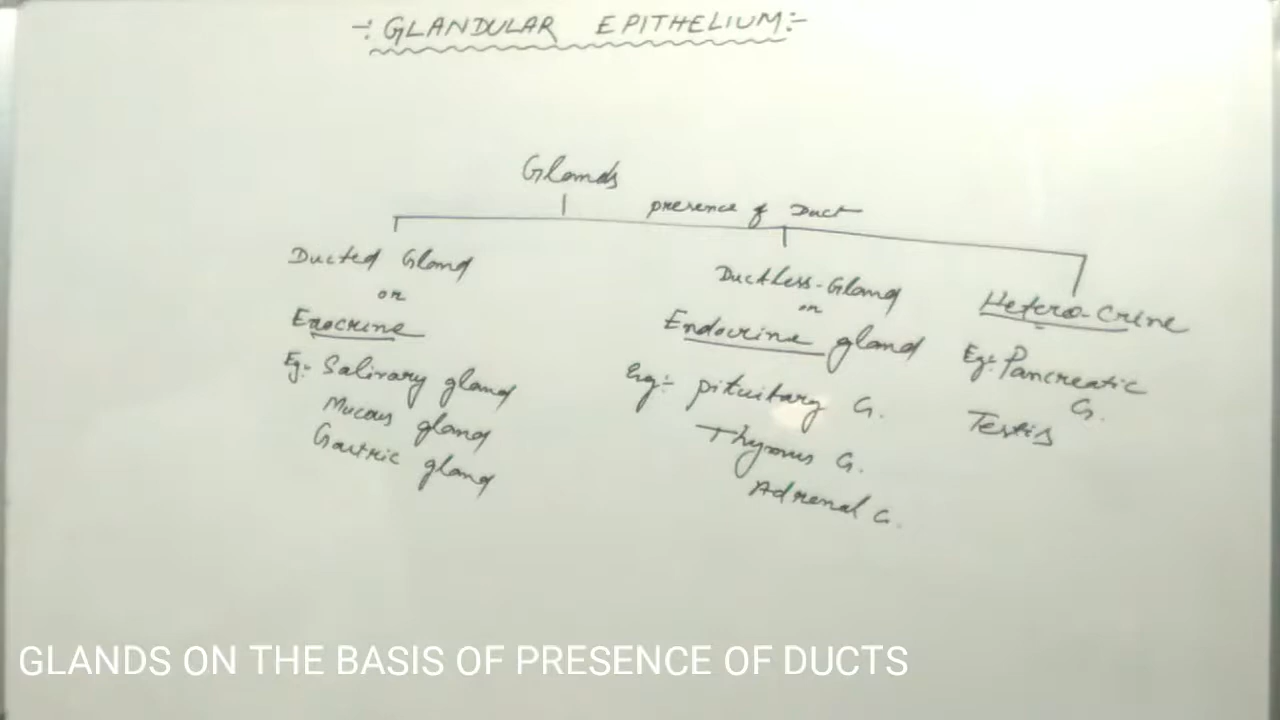 -: GLANDULAR EPITHELIUM :-
Glands
presence of Duct
Ducted Gland
or
Exocrine
Eg:- Salivary gland
Mucous gland
Gastric gland
Ductless-Gland
or
Endocrine gland
Eg:- pituitary G.
Thymus G.
Adrenal G.
Hetero-Crine
Eg:- Pancreatic
G.
Testis
GLANDS ON THE BASIS OF PRESENCE OF DUCTS